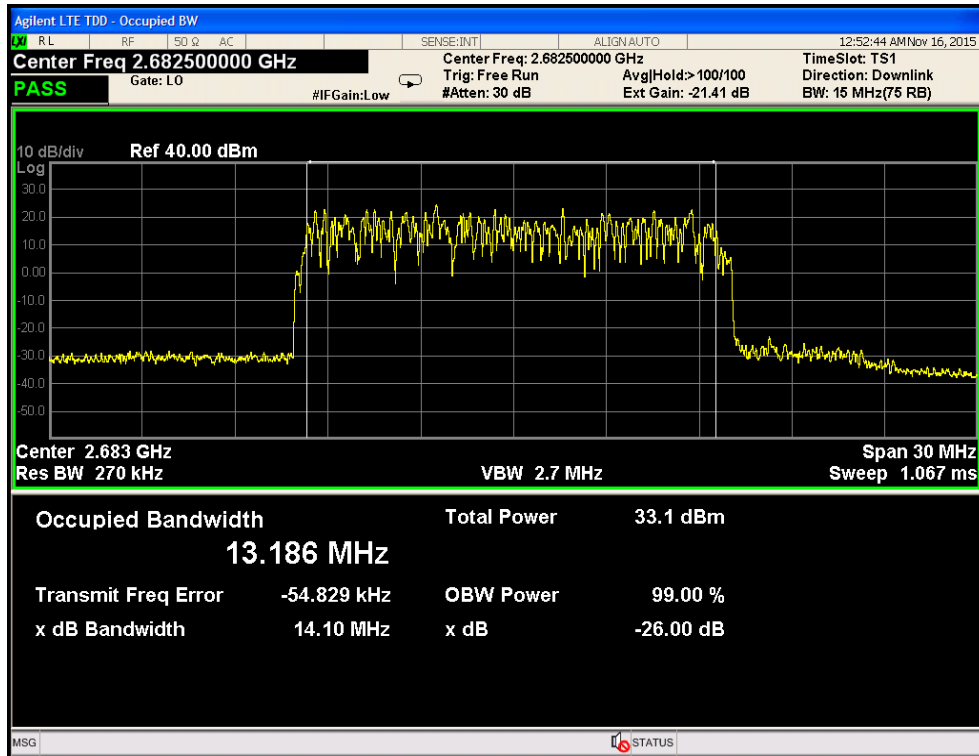 Agilent LTE TDD - Occupied BW
LXI RL RF 50 Ω AC SENSE:INT ALIGN AUTO 12:52:44 AM Nov 16, 2015
Center Freq 2.682500000 GHz Center Freq: 2.682500000 GHz TimeSlot: TS1
PASS Gate: LO Trig: Free Run Avg|Hold:>100/100 Direction: Downlink
#IFGain:Low #Atten: 30 dB Ext Gain: -21.41 dB BW: 15 MHz(75 RB)
10 dB/div Ref 40.00 dBm
Log
30.0
20.0
10.0
0.00
-10.0
-20.0
-30.0
-40.0
-50.0
Center 2.683 GHz Span 30 MHz
Res BW 270 kHz VBW 2.7 MHz Sweep 1.067 ms
Occupied Bandwidth Total Power 33.1 dBm
13.186 MHz
Transmit Freq Error -54.829 kHz OBW Power 99.00 %
x dB Bandwidth 14.10 MHz x dB -26.00 dB
MSG STATUS